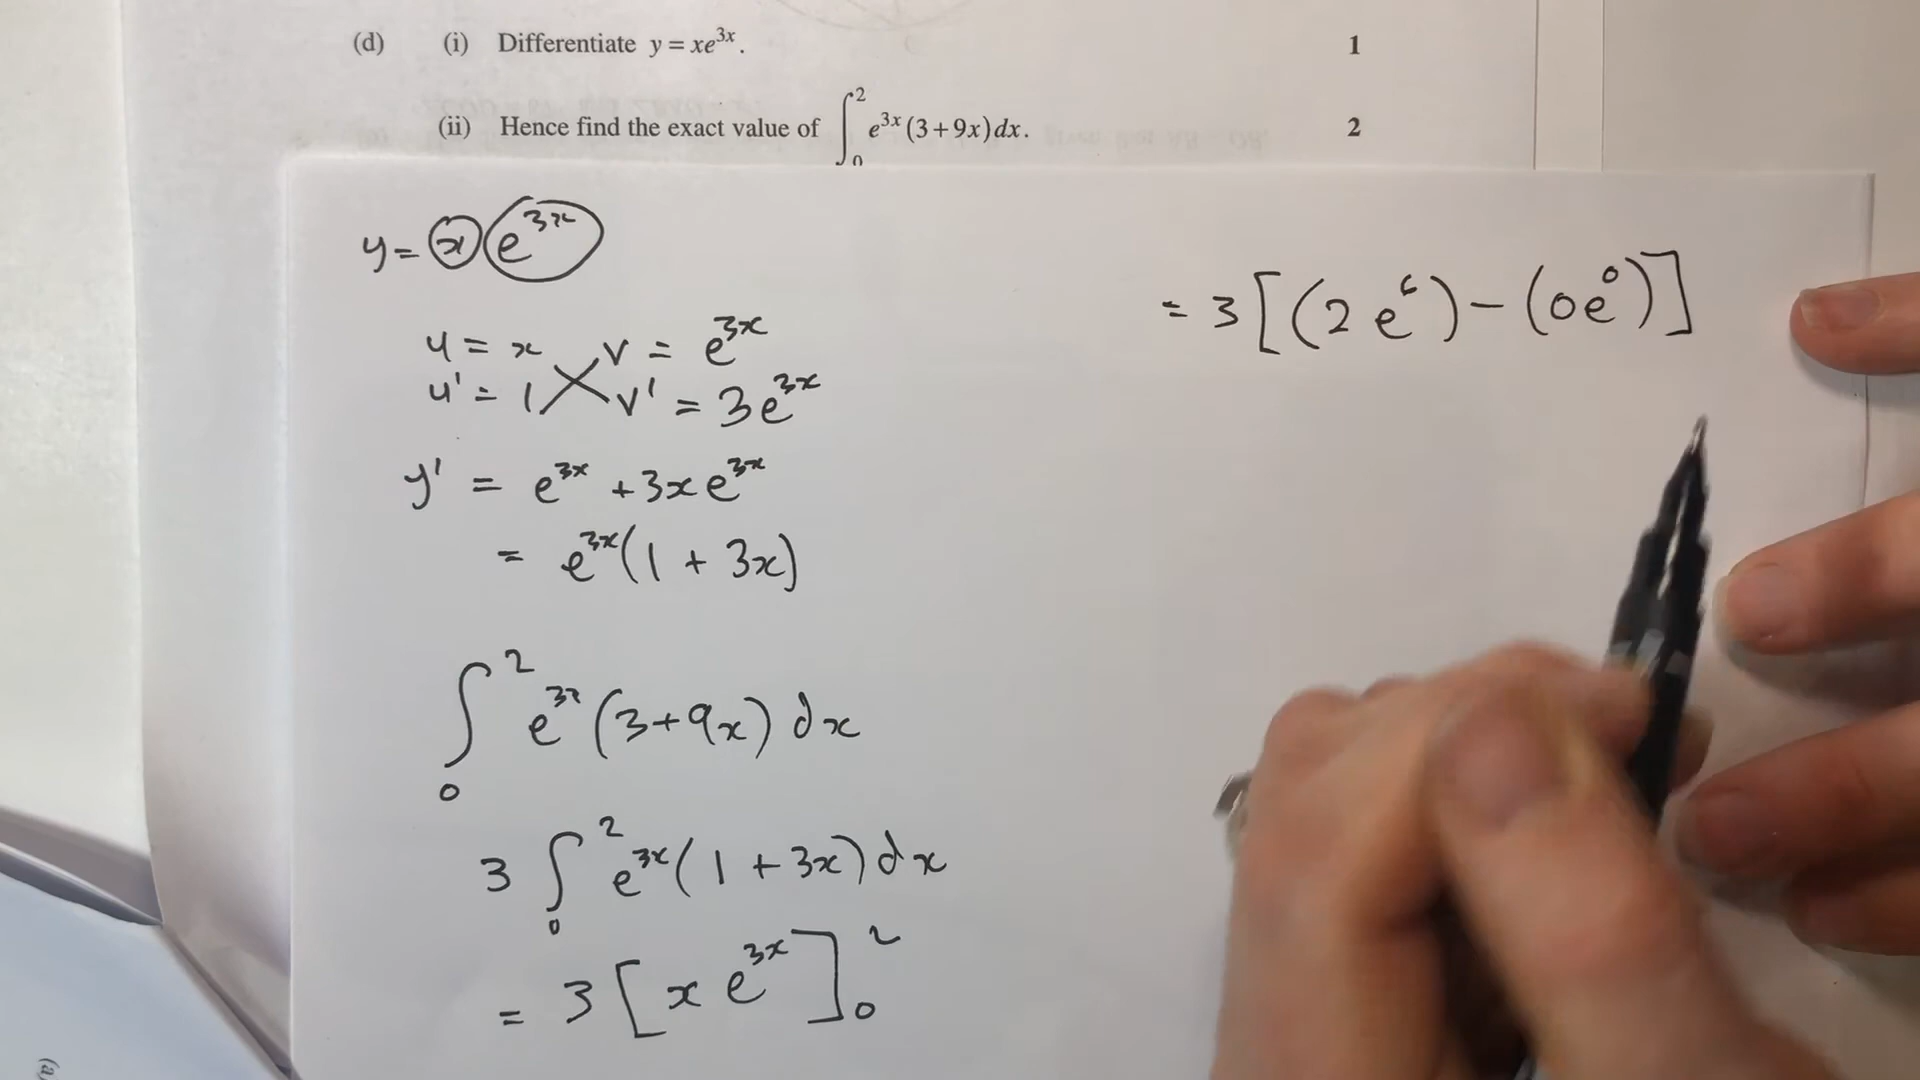 (d) (i) Differentiate y = xe^{3x}. 1
(ii) Hence find the exact value of ∫_0^2 e^{3x}(3+9x)dx. 2
y = x e^{3x}
u = x v = e^{3x}
u' = 1 v' = 3e^{3x}
y' = e^{3x} + 3xe^{3x}
= e^{3x}(1 + 3x)
∫_0^2 e^{3x}(3+9x) dx
3 ∫_0^2 e^{3x}(1 + 3x) dx
= 3 [x e^{3x}]_0^2
= 3[(2e^6) − (0e^0)]